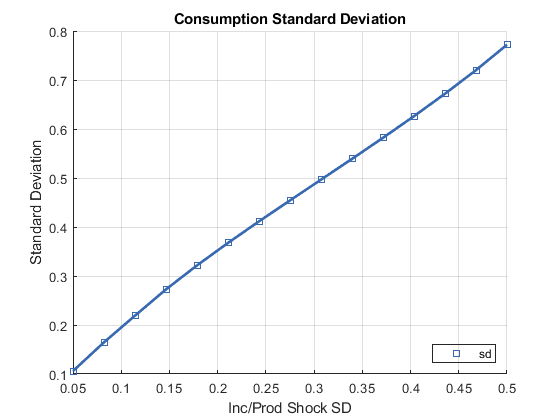 Consumption Standard Deviation
Standard Deviation
0.8
0.7
0.6
0.5
0.4
0.3
0.2
0.1
0.05 0.1 0.15 0.2 0.25 0.3 0.35 0.4 0.45 0.5
Inc/Prod Shock SD
sd